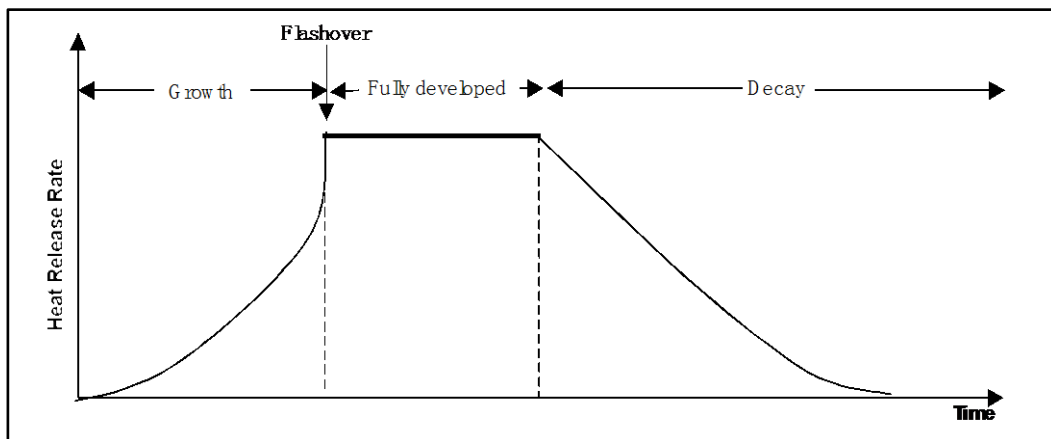 Flashover
Growth
Fully developed
Decay
Heat Release Rate
Time